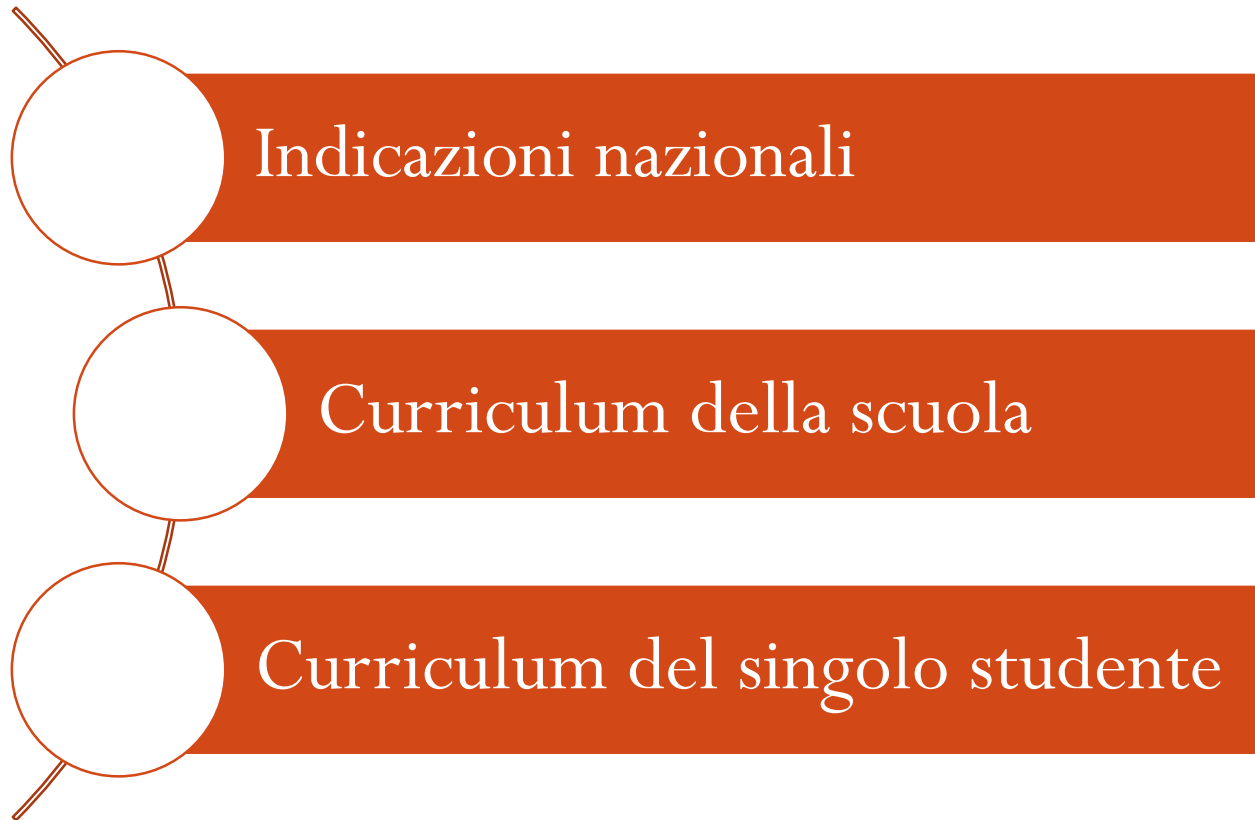 Indicazioni nazionali
Curriculum della scuola
Curriculum del singolo studente